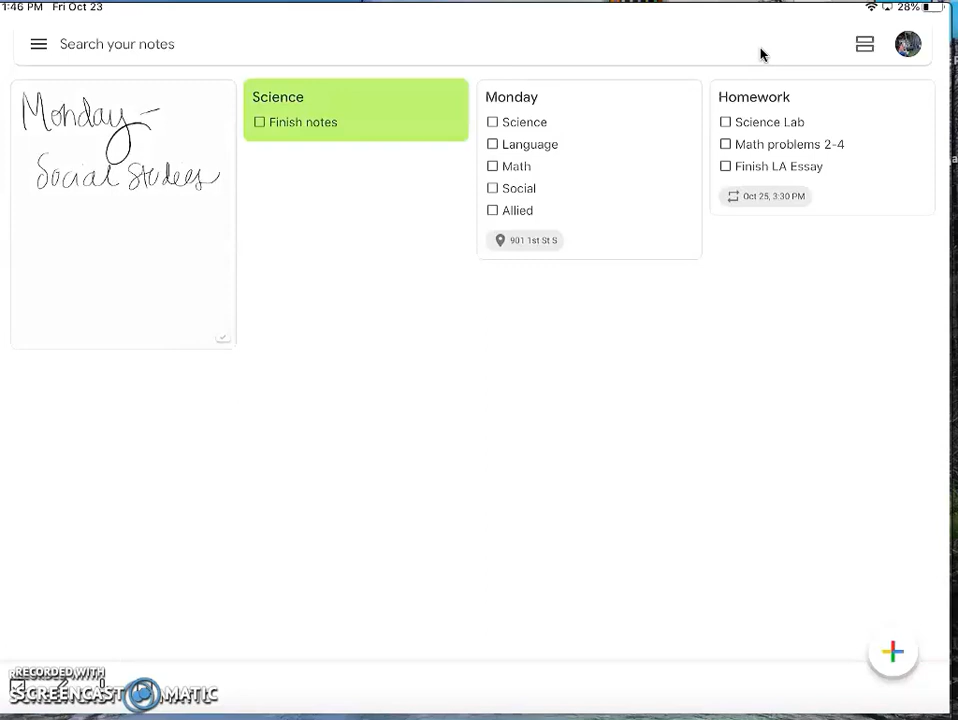 1:46 PM Fri Oct 23
28%
Search your notes
Monday -
Social Studies
Science
Finish notes
Monday
Science
Language
Math
Social
Allied
901 1st St S
Homework
Science Lab
Math problems 2-4
Finish LA Essay
Oct 25, 3:30 PM
RECORDED WITH
SCREENCAST MATIC